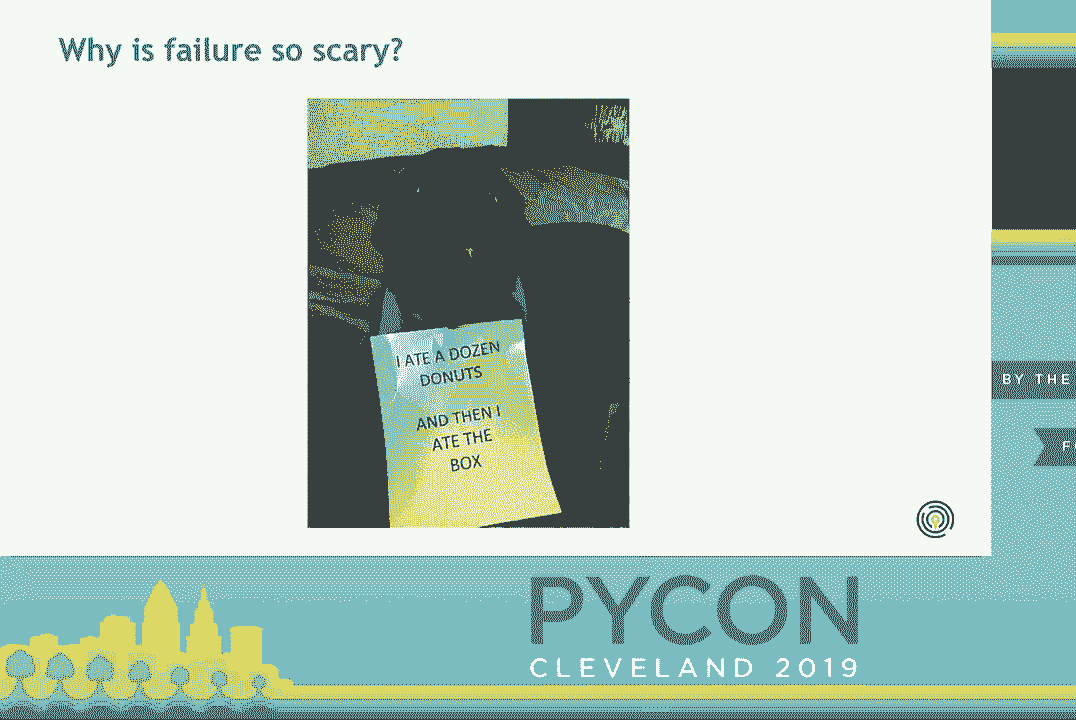 Why is failure so scary?
I ATE A DOZEN
DONUTS
AND THEN I
ATE THE
BOX
BY THE
PYCON
CLEVELAND 2019